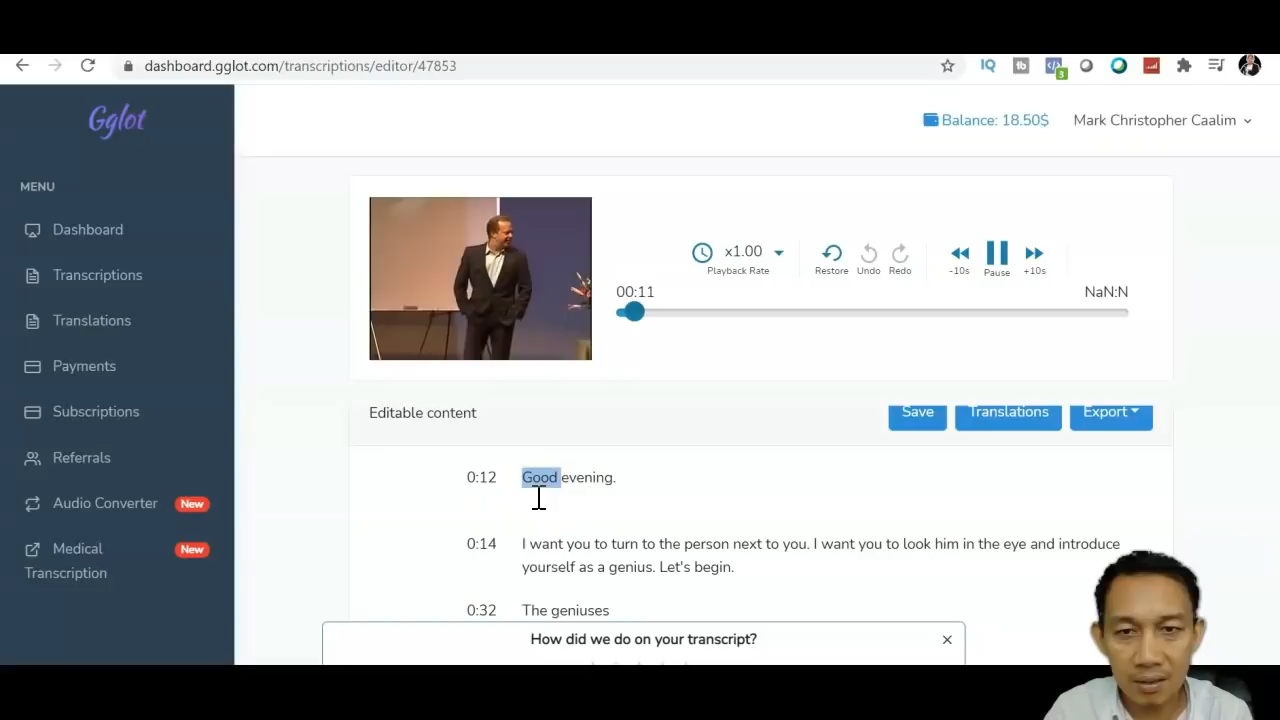 dashboard.gglot.com/transcriptions/editor/47853
IQ
tb
3
Gglot
Balance: 18.50$
Mark Christopher Caalim
MENU
Dashboard
Transcriptions
Translations
Payments
Subscriptions
Referrals
Audio Converter New
Medical Transcription New
x1.00
Playback Rate
Restore
Undo
Redo
-10s
Pause
+10s
00:11
NaN:N
Editable content
Save
Translations
Export
0:12 Good evening.
0:14 I want you to turn to the person next to you. I want you to look him in the eye and introduce
yourself as a genius. Let's begin.
0:32 The geniuses
How did we do on your transcript?